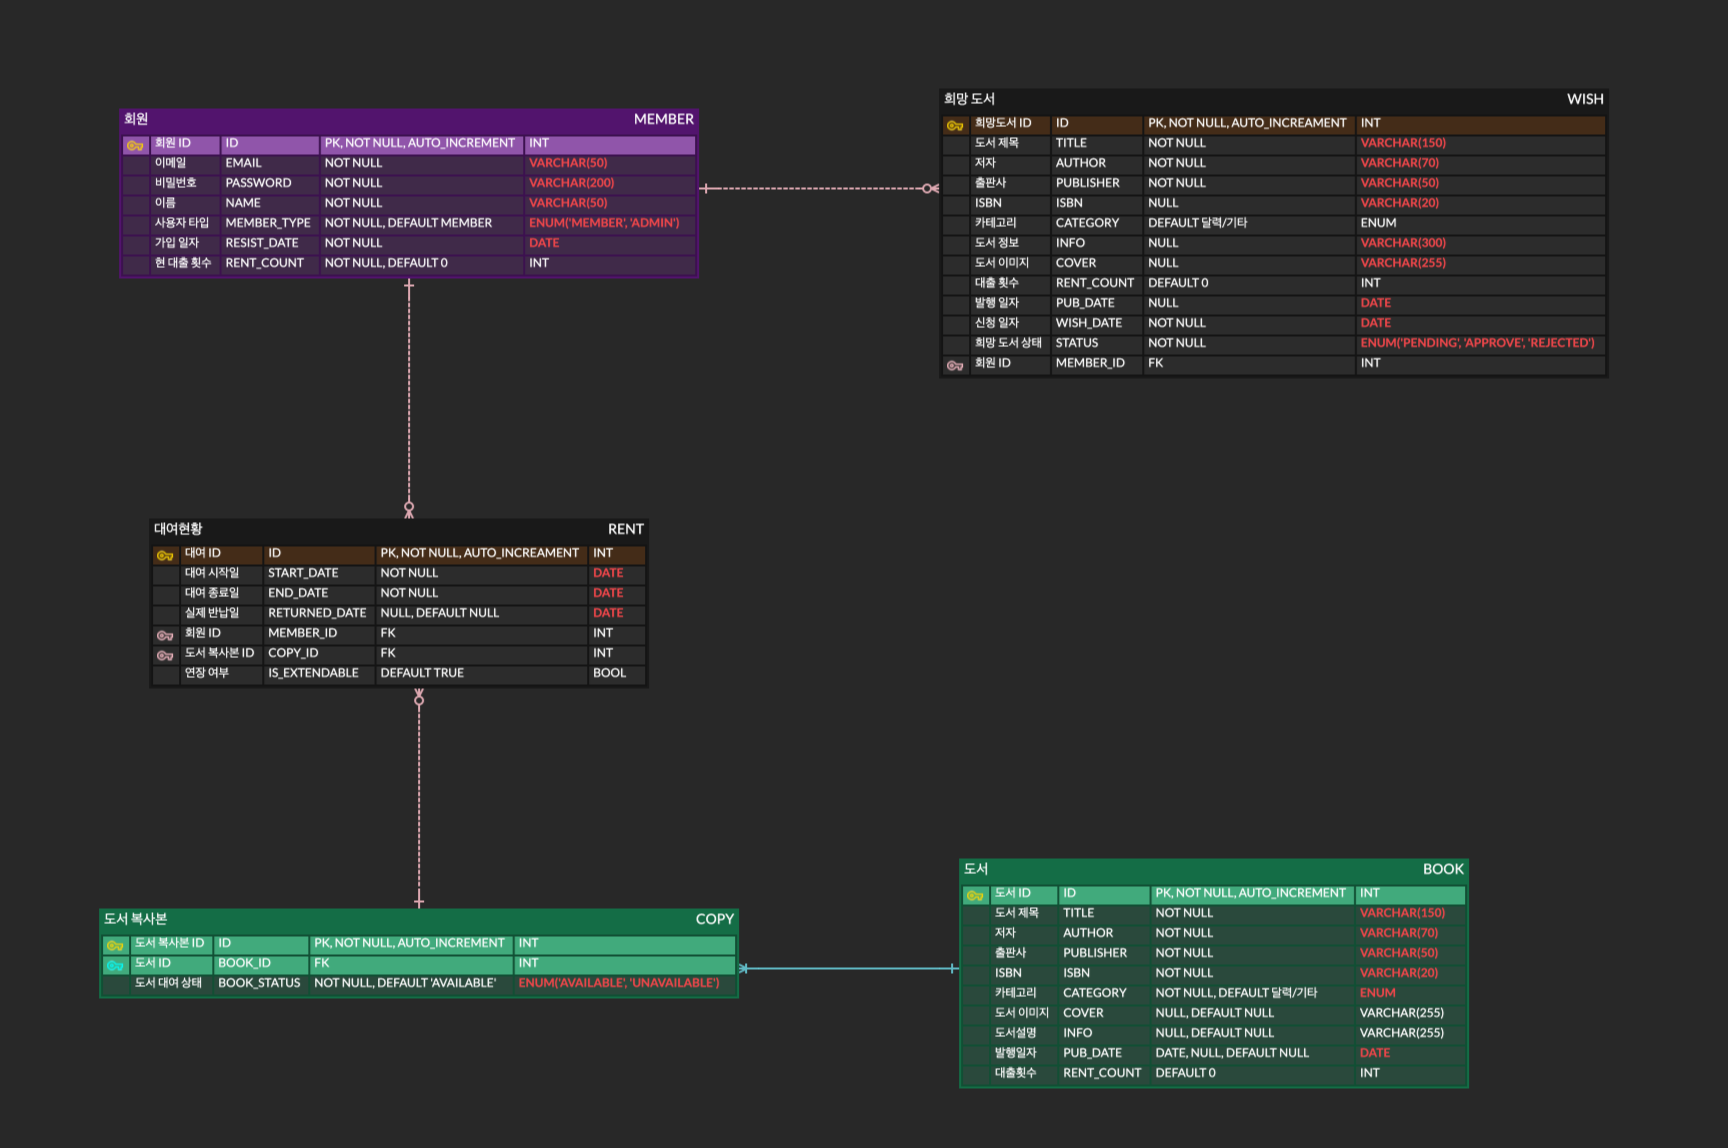 회원 MEMBER
회원 ID ID PK, NOT NULL, AUTO_INCREMENT INT
이메일 EMAIL NOT NULL VARCHAR(50)
비밀번호 PASSWORD NOT NULL VARCHAR(200)
이름 NAME NOT NULL VARCHAR(50)
사용자 타입 MEMBER_TYPE NOT NULL, DEFAULT MEMBER ENUM('MEMBER', 'ADMIN')
가입 일자 RESIST_DATE NOT NULL DATE
현 대출 횟수 RENT_COUNT NOT NULL, DEFAULT 0 INT
희망 도서 WISH
희망도서 ID ID PK, NOT NULL, AUTO_INCREAMENT INT
도서 제목 TITLE NOT NULL VARCHAR(150)
저자 AUTHOR NOT NULL VARCHAR(70)
출판사 PUBLISHER NOT NULL VARCHAR(50)
ISBN ISBN NULL VARCHAR(20)
카테고리 CATEGORY DEFAULT 달력/기타 ENUM
도서 정보 INFO NULL VARCHAR(300)
도서 이미지 COVER NULL VARCHAR(255)
대출 횟수 RENT_COUNT DEFAULT 0 INT
발행 일자 PUB_DATE NULL DATE
신청 일자 WISH_DATE NOT NULL DATE
희망 도서 상태 STATUS NOT NULL ENUM('PENDING', 'APPROVE', 'REJECTED')
회원 ID MEMBER_ID FK INT
대여현황 RENT
대여 ID ID PK, NOT NULL, AUTO_INCREAMENT INT
대여 시작일 START_DATE NOT NULL DATE
대여 종료일 END_DATE NOT NULL DATE
실제 반납일 RETURNED_DATE NULL, DEFAULT NULL DATE
회원 ID MEMBER_ID FK INT
도서 복사본 ID COPY_ID FK INT
연장 여부 IS_EXTENDABLE DEFAULT TRUE BOOL
도서 복사본 COPY
도서 복사본 ID ID PK, NOT NULL, AUTO_INCREMENT INT
도서 ID BOOK_ID FK INT
도서 대여 상태 BOOK_STATUS NOT NULL, DEFAULT 'AVAILABLE' ENUM('AVAILABLE', 'UNAVAILABLE')
도서 BOOK
도서 ID ID PK, NOT NULL, AUTO_INCREMENT INT
도서 제목 TITLE NOT NULL VARCHAR(150)
저자 AUTHOR NOT NULL VARCHAR(70)
출판사 PUBLISHER NOT NULL VARCHAR(50)
ISBN ISBN NOT NULL VARCHAR(20)
카테고리 CATEGORY NOT NULL, DEFAULT 달력/기타 ENUM
도서 이미지 COVER NULL, DEFAULT NULL VARCHAR(255)
도서설명 INFO NULL, DEFAULT NULL VARCHAR(255)
발행일자 PUB_DATE DATE, NULL, DEFAULT NULL DATE
대출횟수 RENT_COUNT DEFAULT 0 INT